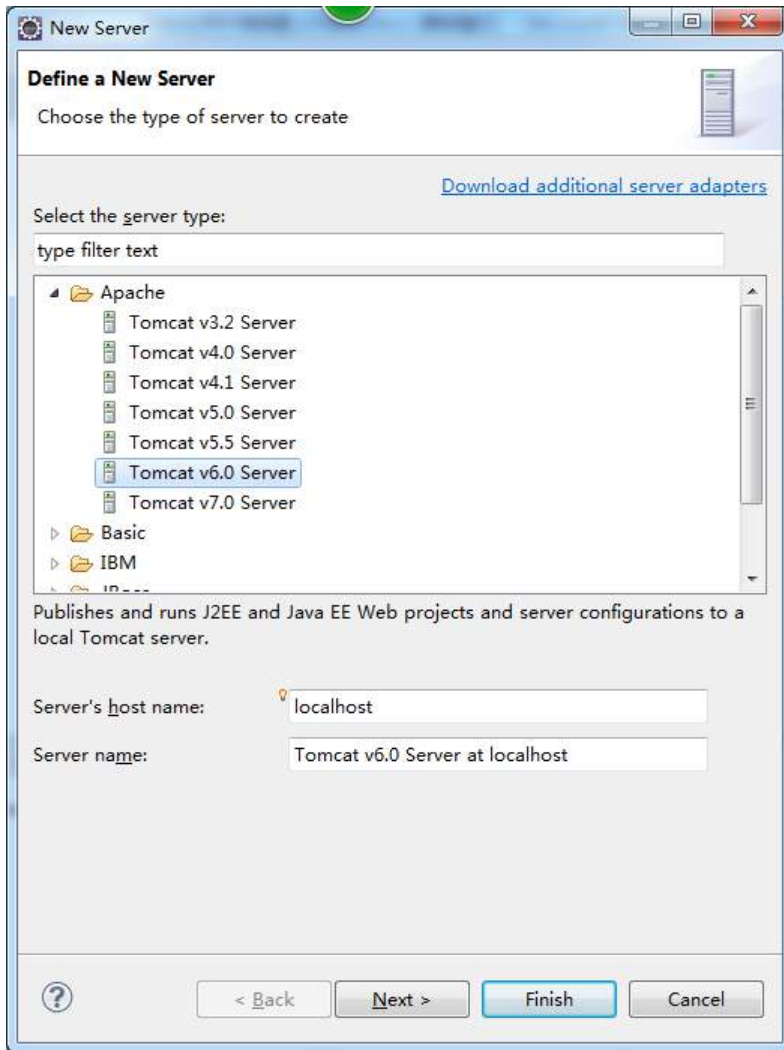 New Server
Define a New Server
Choose the type of server to create
Download additional server adapters
Select the server type:
type filter text
Apache
Tomcat v3.2 Server
Tomcat v4.0 Server
Tomcat v4.1 Server
Tomcat v5.0 Server
Tomcat v5.5 Server
Tomcat v6.0 Server
Tomcat v7.0 Server
Basic
IBM
Publishes and runs J2EE and Java EE Web projects and server configurations to a
local Tomcat server.
Server's host name: localhost
Server name: Tomcat v6.0 Server at localhost
? < Back Next > Finish Cancel